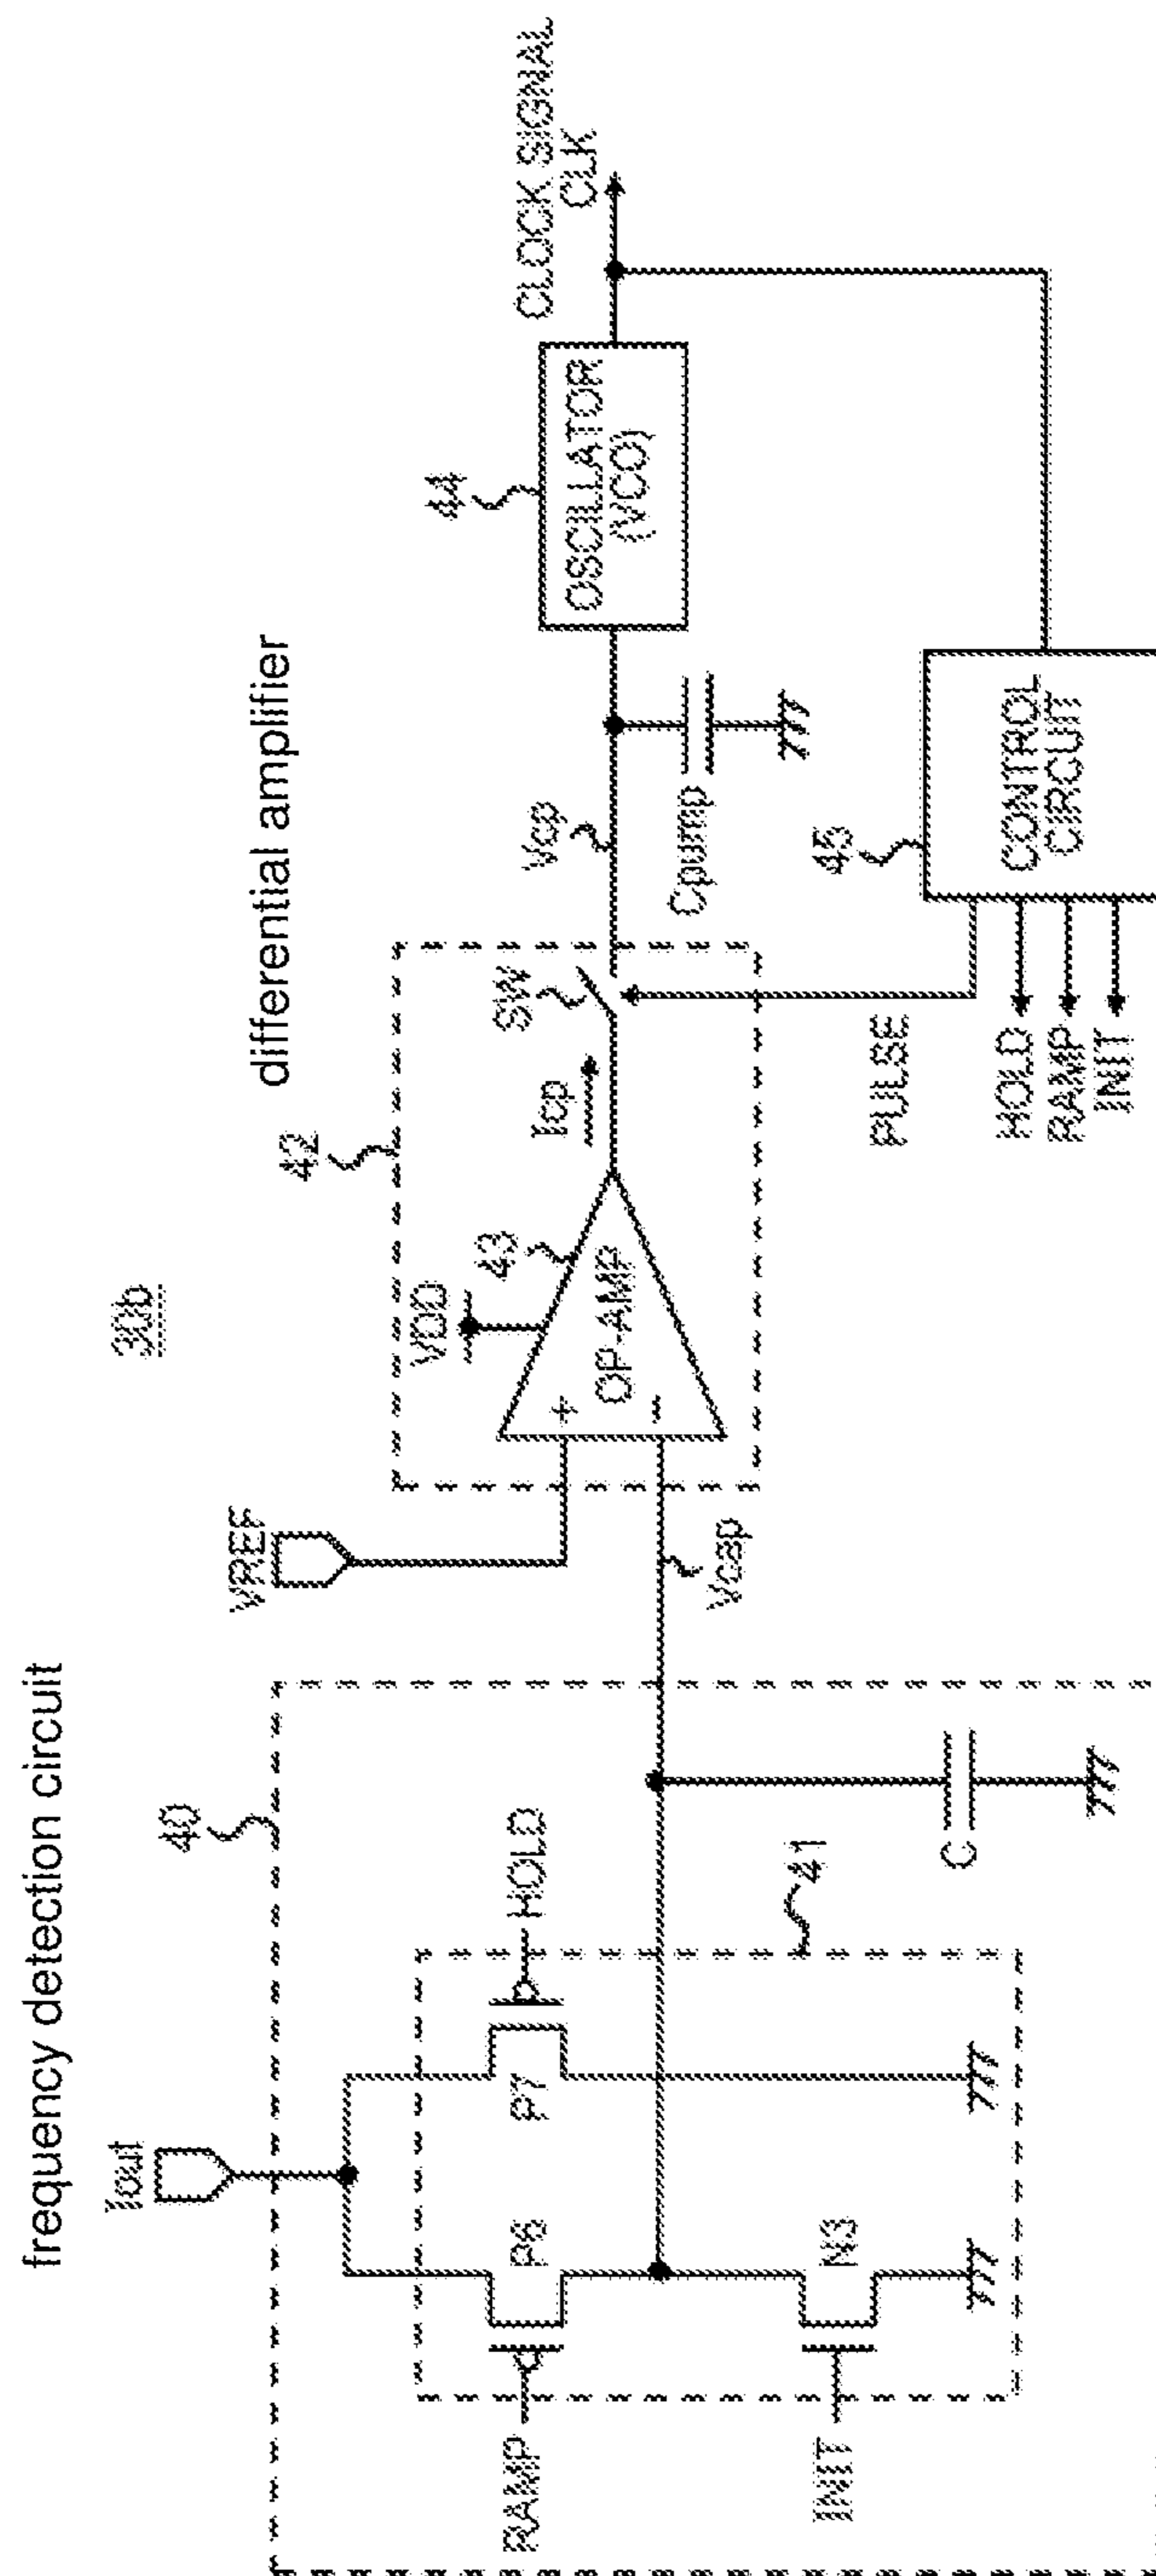 30b
frequency detection circuit
differential amplifier
Iout
40
VREF
42
VDD
43
Icp
SW
Vcp
44
CLOCK SIGNAL
CLK
RAMP
P6
P7
HOLD
+
OP-AMP
-
OSCILLATOR
(VCO)
Cpump
Vcap
INIT
N3
41
C
PULSE
45
CONTROL
CIRCUIT
HOLD
RAMP
INIT